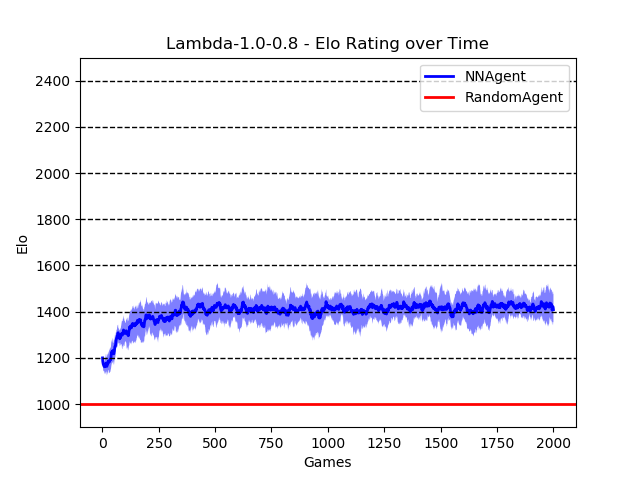 Lambda-1.0-0.8 - Elo Rating over Time
NNAgent
RandomAgent
2400
2200
2000
1800
1600
1400
1200
1000
Elo
0 250 500 750 1000 1250 1500 1750 2000
Games